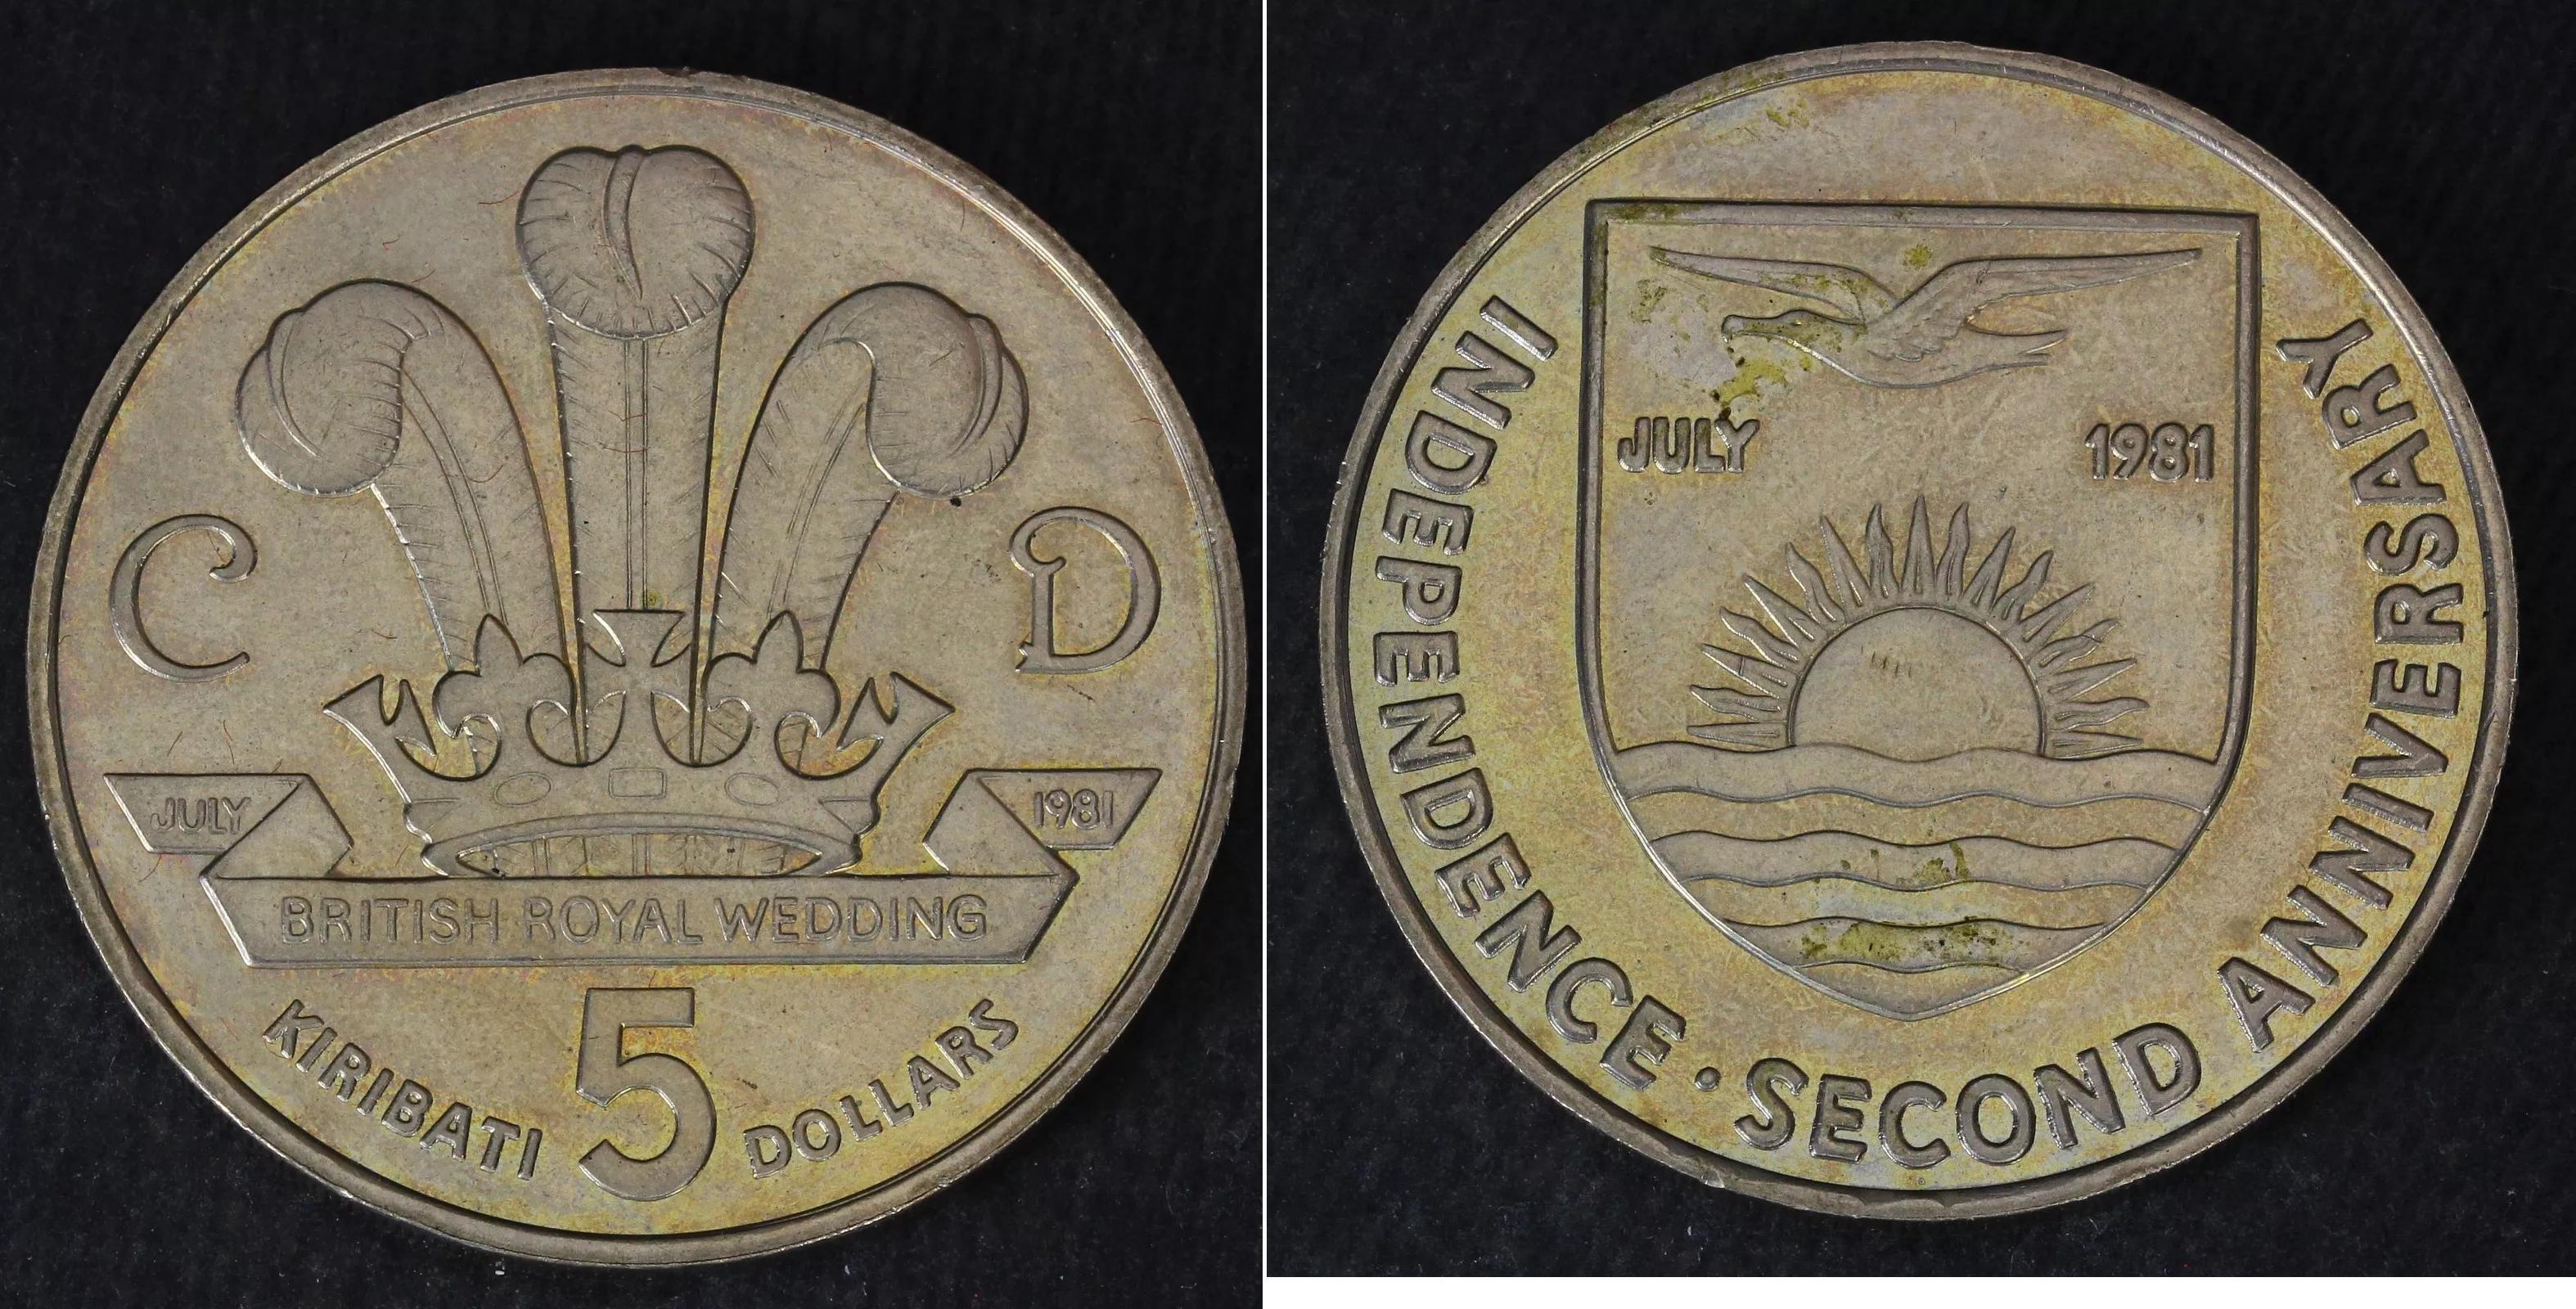 C D
JULY 1981
BRITISH ROYAL WEDDING
KIRIBATI 5 DOLLARS
JULY 1981
INDEPENDENCE · SECOND ANNIVERSARY